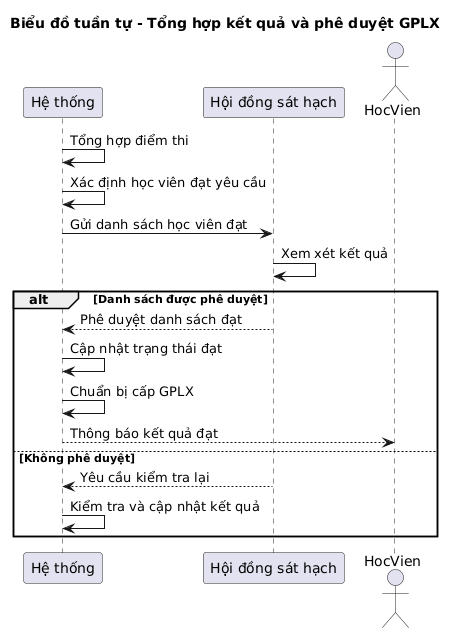 Biểu đồ tuần tự - Tổng hợp kết quả và phê duyệt GPLX
Hệ thống
Hội đồng sát hạch
HocVien
Tổng hợp điểm thi
Xác định học viên đạt yêu cầu
Gửi danh sách học viên đạt
Xem xét kết quả
alt
[Danh sách được phê duyệt]
Phê duyệt danh sách đạt
Cập nhật trạng thái đạt
Chuẩn bị cấp GPLX
Thông báo kết quả đạt
[Không phê duyệt]
Yêu cầu kiểm tra lại
Kiểm tra và cập nhật kết quả
Hệ thống
Hội đồng sát hạch
HocVien